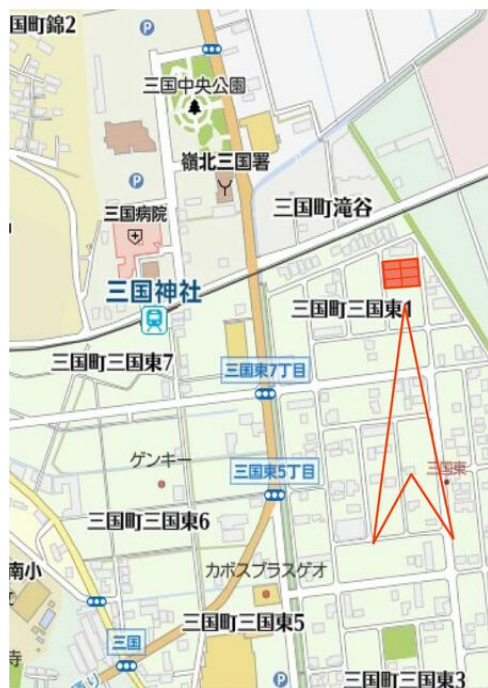 国町錦2
P
三国中央公園
嶺北三国署
三国町滝谷
三国病院
P
三国神社
三国町三国東1
三国町三国東7
三国東7丁目
ゲンキー
三国東5丁目
三国東
三国町三国東6
南小
カボスプラスゲオ
三国町三国東5
三国
寺
P
三国町三国東3